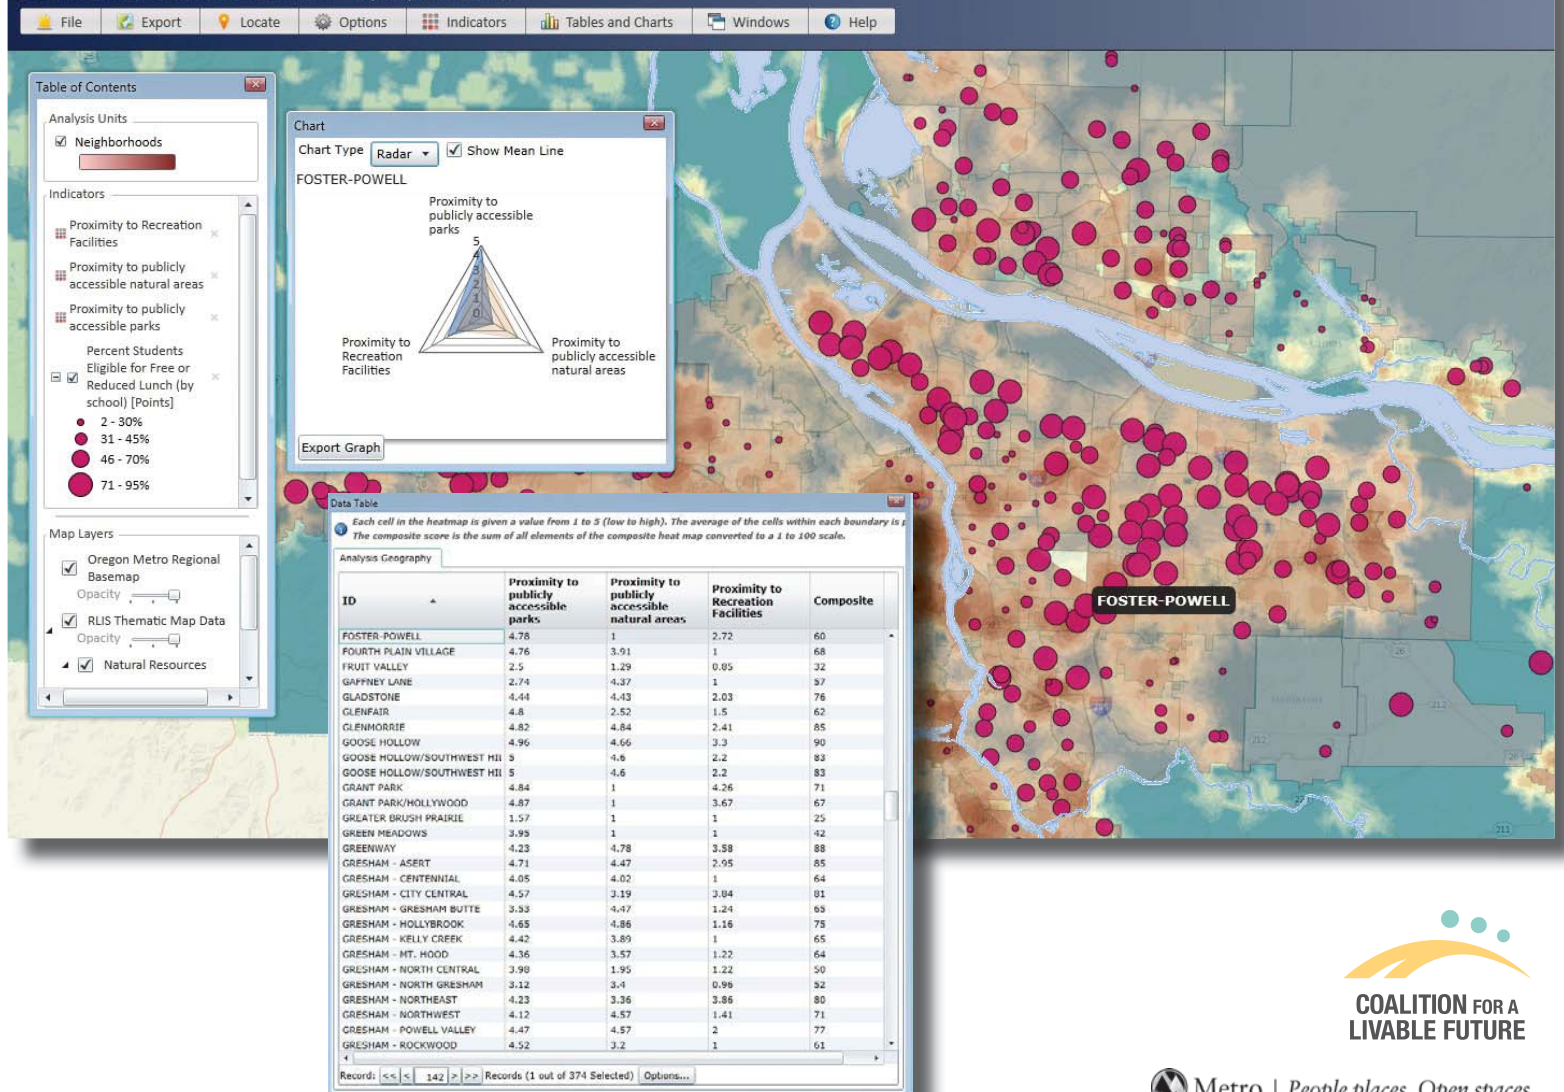 File
Export
Locate
Options
Indicators
Tables and Charts
Windows
Help
Table of Contents
Analysis Units
Neighborhoods
Indicators
Proximity to Recreation
Facilities
Proximity to publicly
accessible natural areas
Proximity to publicly
accessible parks
Percent Students
Eligible for Free or
Reduced Lunch (by
school) [Points]
2 - 30%
31 - 45%
46 - 70%
71 - 95%
Map Layers
Oregon Metro Regional
Basemap
Opacity
RLIS Thematic Map Data
Opacity
Natural Resources
Chart
Chart Type Radar Show Mean Line
FOSTER-POWELL
Proximity to
publicly accessible
parks
5
4
3
2
1
0
Proximity to
Recreation
Facilities
Proximity to
publicly accessible
natural areas
Export Graph
FOSTER-POWELL
26
212
212
26
211
Data Table
Each cell in the heatmap is given a value from 1 to 5 (low to high). The average of the cells within each boundary is
The composite score is the sum of all elements of the composite heat map converted to a 1 to 100 scale.
Analysis Geography
ID
Proximity to
publicly
accessible
parks
Proximity to
publicly
accessible
natural areas
Proximity to
Recreation
Facilities
Composite
FOSTER-POWELL 4.78 1 2.72 60
FOURTH PLAIN VILLAGE 4.76 3.91 1 68
FRUIT VALLEY 2.5 1.29 0.85 32
GAFFNEY LANE 2.74 4.37 1 57
GLADSTONE 4.44 4.43 2.03 76
GLENFAIR 4.8 2.52 1.5 62
GLENMORRIE 4.82 4.84 2.41 85
GOOSE HOLLOW 4.96 4.66 3.3 90
GOOSE HOLLOW/SOUTHWEST HIL 5 4.6 2.2 83
GOOSE HOLLOW/SOUTHWEST HIL 5 4.6 2.2 83
GRANT PARK 4.84 1 4.26 71
GRANT PARK/HOLLYWOOD 4.87 1 3.67 67
GREATER BRUSH PRAIRIE 1.57 1 1 25
GREEN MEADOWS 3.95 1 1 42
GREENWAY 4.23 4.78 3.58 88
GRESHAM - ASERT 4.71 4.47 2.95 85
GRESHAM - CENTENNIAL 4.05 4.02 1 64
GRESHAM - CITY CENTRAL 4.57 3.19 3.84 81
GRESHAM - GRESHAM BUTTE 3.53 4.47 1.24 65
GRESHAM - HOLLYBROOK 4.65 4.86 1.16 75
GRESHAM - KELLY CREEK 4.42 3.89 1 65
GRESHAM - MT. HOOD 4.36 3.57 1.22 64
GRESHAM - NORTH CENTRAL 3.98 1.95 1.22 50
GRESHAM - NORTH GRESHAM 3.12 3.4 0.96 52
GRESHAM - NORTHEAST 4.23 3.36 3.86 80
GRESHAM - NORTHWEST 4.12 4.57 1.41 71
GRESHAM - POWELL VALLEY 4.47 4.57 2 77
GRESHAM - ROCKWOOD 4.52 3.2 1 61
Record: << < 142 > >> Records (1 out of 374 Selected) Options...
COALITION FOR A
LIVABLE FUTURE
Metro | People places. Open spaces.